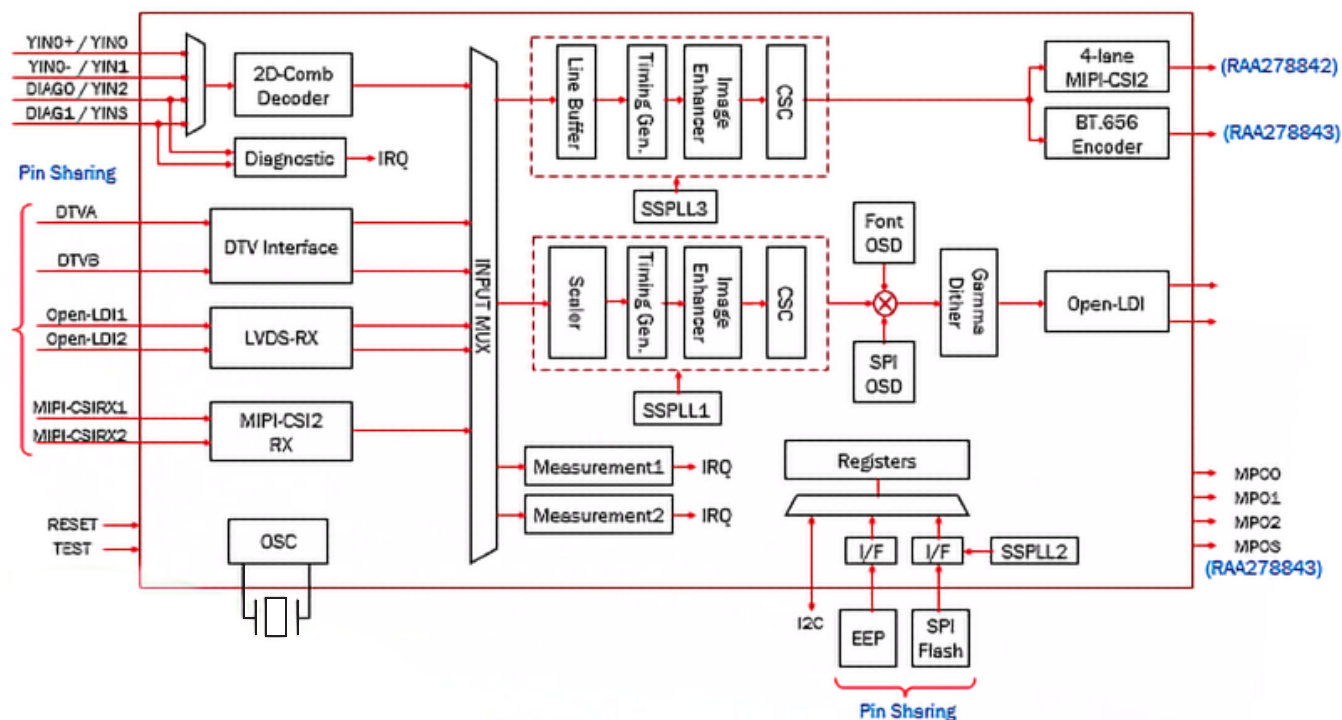 YIN0+ / YIN0
YIN0- / YIN1
DIAG0 / YIN2
DIAG1 / YINS
Pin Sharing
DTVA
DTVB
Open-LDI1
Open-LDI2
MIPI-CSIRX1
MIPI-CSIRX2
RESET
TEST
2D-Comb
Decoder
Diagnostic
IRQ
DTV Interface
LVDS-RX
MIPI-CSI2
RX
OSC
INPUT MUX
Line Buffer
Timing Gen.
Image
Enhancer
CSC
SSPLL3
Scaler
Timing Gen.
Image
Enhancer
CSC
SSPLL1
Measurement1
IRQ
Measurement2
IRQ
Font
OSD
SPI
OSD
Gamma
Dither
4-lane
MIPI-CSI2
(RAA278842)
BT.656
Encoder
(RAA278843)
Open-LDI
Registers
I/F
I/F
SSPLL2
I2C
EEP
SPI
Flash
Pin Sharing
MPO0
MPO1
MPO2
MPOS
(RAA278843)